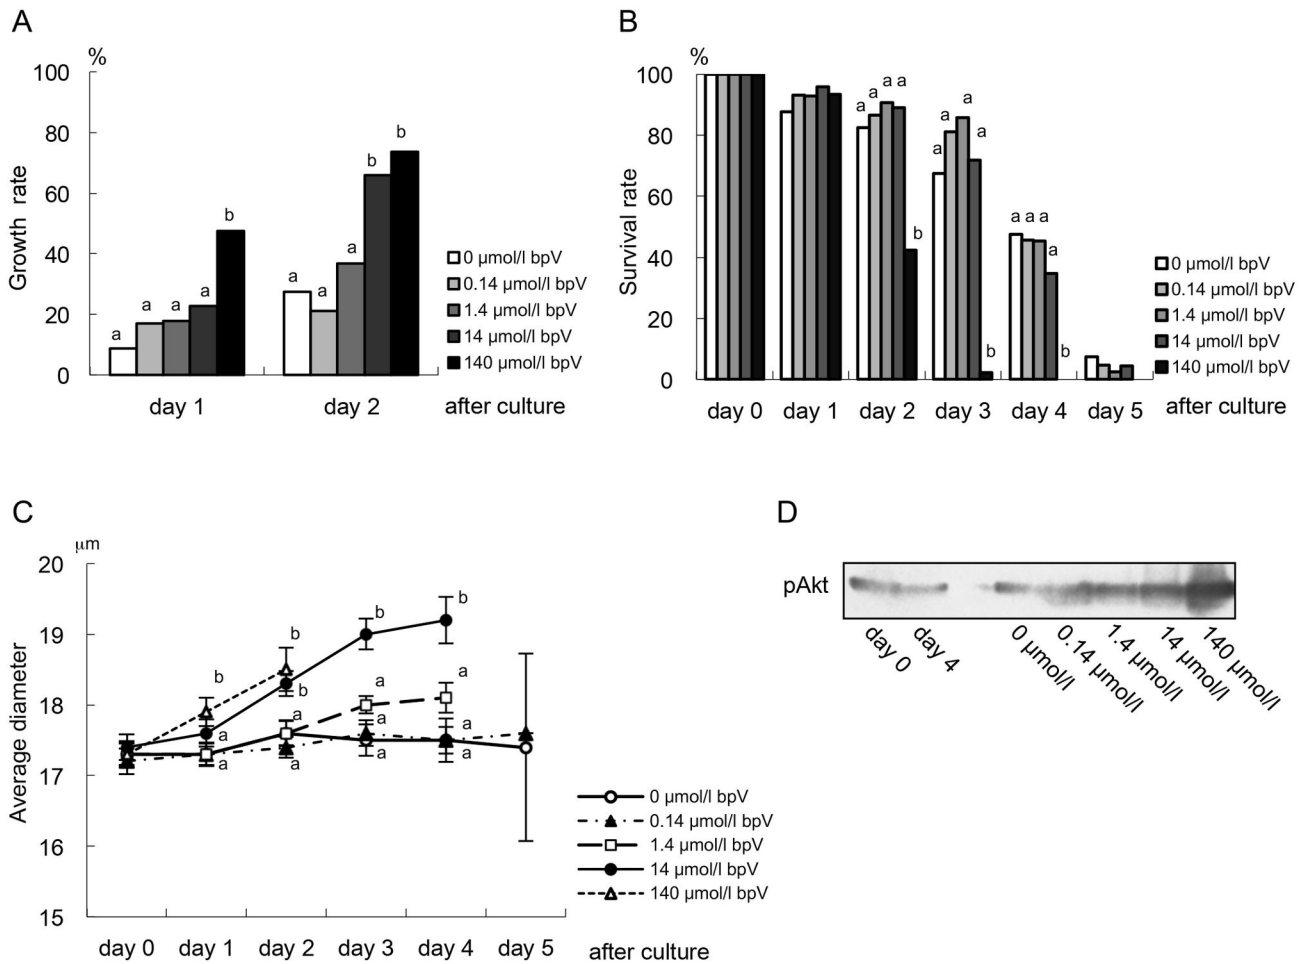 A
%
100
80
60
40
20
0
Growth rate
a
a
a
a
b
a
a
a
b
b
day 1
day 2
after culture
0 μmol/l bpV
0.14 μmol/l bpV
1.4 μmol/l bpV
14 μmol/l bpV
140 μmol/l bpV
B
%
100
80
60
40
20
0
Survival rate
a
a
a
a
b
a
a
a
a
b
a
a
a
a
b
day 0
day 1
day 2
day 3
day 4
day 5
after culture
0 μmol/l bpV
0.14 μmol/l bpV
1.4 μmol/l bpV
14 μmol/l bpV
140 μmol/l bpV
C
μm
20
19
18
17
16
15
Average diameter
b
a
a
b
b
a
a
b
a
a
a
b
a
a
a
day 0
day 1
day 2
day 3
day 4
day 5
after culture
0 μmol/l bpV
0.14 μmol/l bpV
1.4 μmol/l bpV
14 μmol/l bpV
140 μmol/l bpV
D
pAkt
day 0
day 4
0 μmol/l
0.14 μmol/l
1.4 μmol/l
14 μmol/l
140 μmol/l